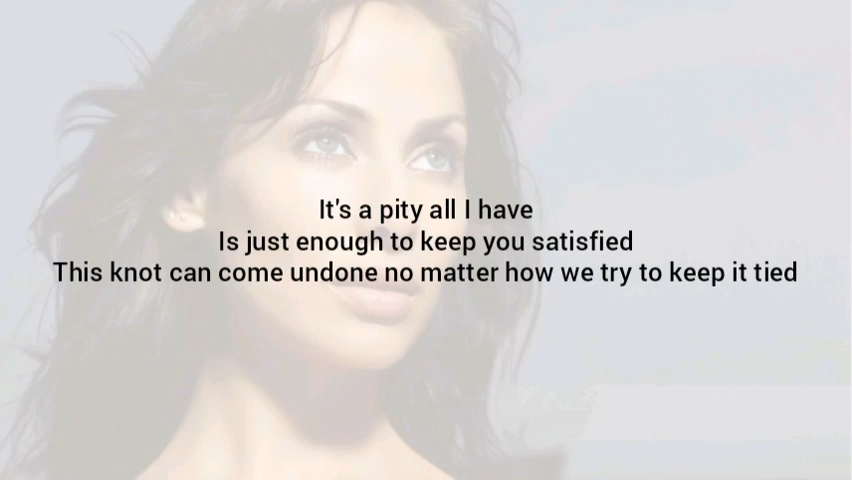 It's a pity all I have
Is just enough to keep you satisfied
This knot can come undone no matter how we try to keep it tied